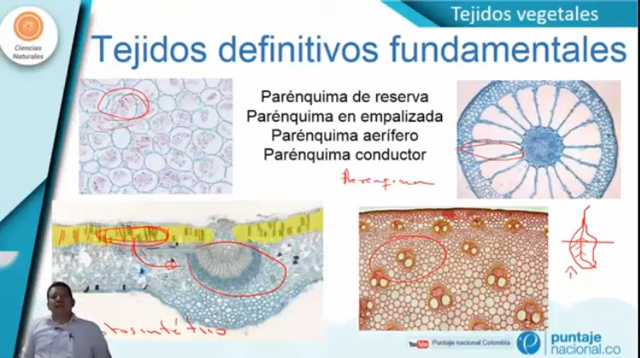 Tejidos vegetales
Ciencias
Naturales
Tejidos definitivos fundamentales
Parénquima de reserva
Parénquima en empalizada
Parénquima aerífero
Parénquima conductor
Puntaje nacional Colombia
puntaje
nacional.co